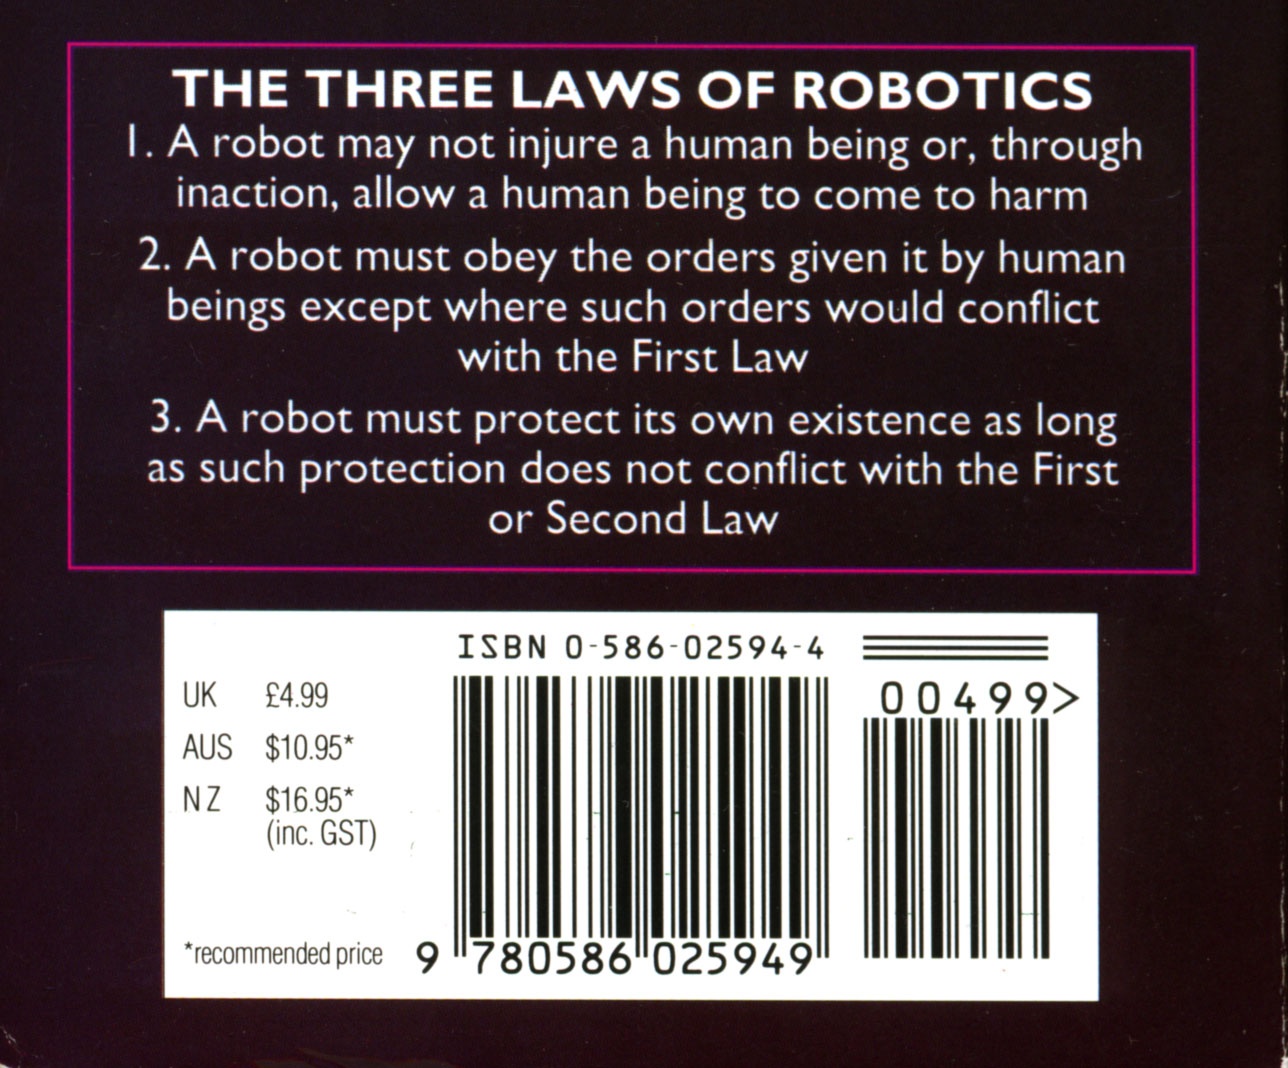 THE THREE LAWS OF ROBOTICS
1. A robot may not injure a human being or, through
inaction, allow a human being to come to harm
2. A robot must obey the orders given it by human
beings except where such orders would conflict
with the First Law
3. A robot must protect its own existence as long
as such protection does not conflict with the First
or Second Law
ISBN 0-586-02594-4
00499>
UK £4.99
AUS $10.95*
NZ $16.95*
(inc. GST)
*recommended price
9 780586 025949